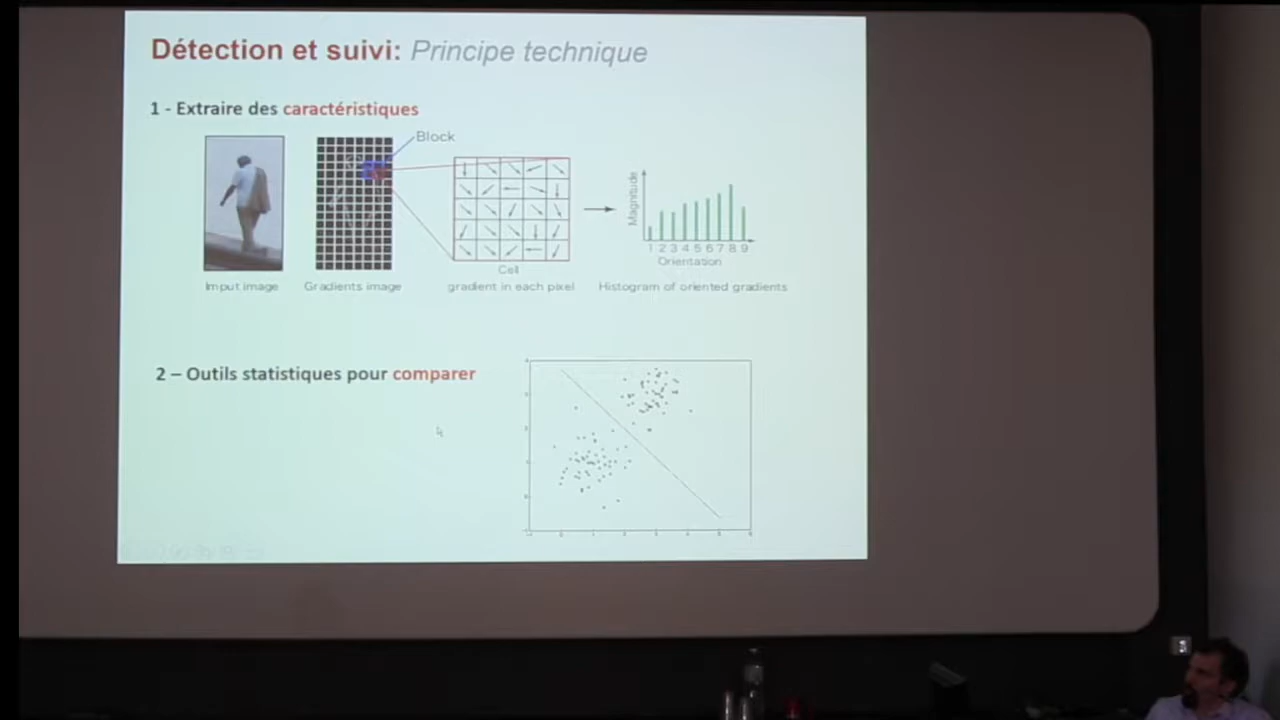 Détection et suivi: Principe technique
1 - Extraire des caractéristiques
Block
Magnitude
1 2 3 4 5 6 7 8 9
Orientation
Cell
Imput image
Gradients image
gradient in each pixel
Histogram of oriented gradients
2 – Outils statistiques pour comparer